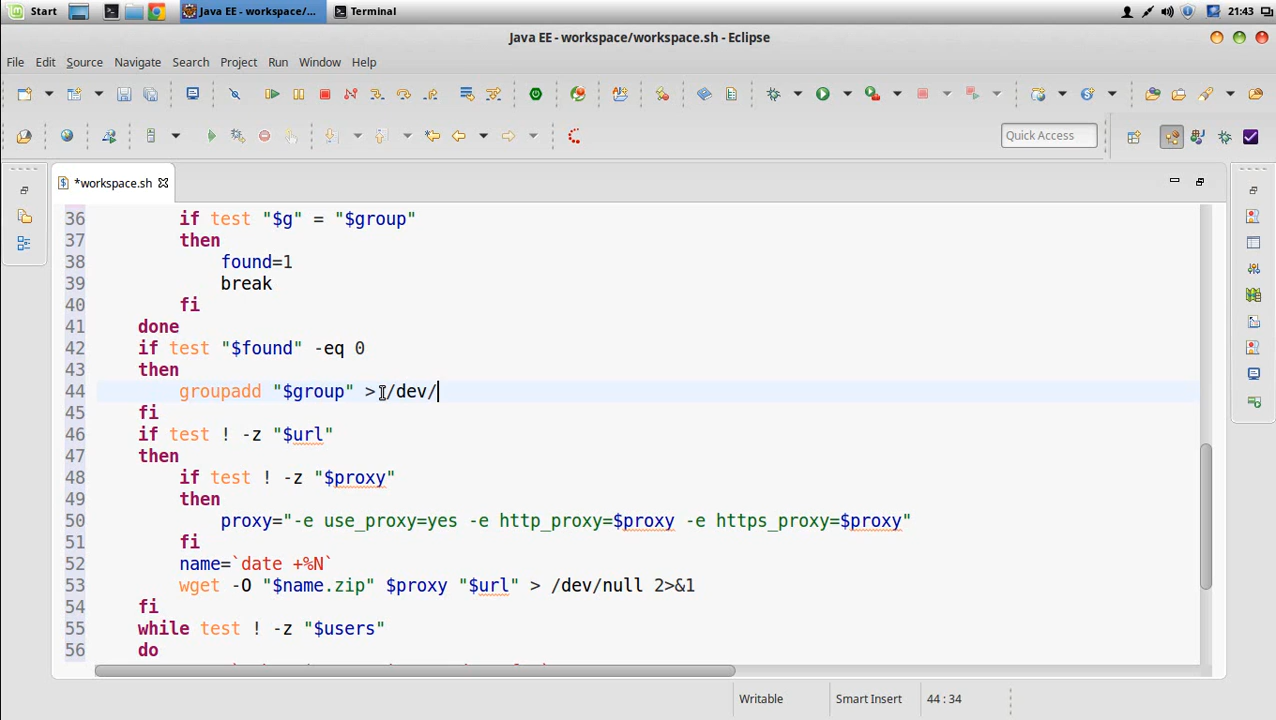 Start
Java EE - workspace/...
Terminal
21:43
Java EE - workspace/workspace.sh - Eclipse
File Edit Source Navigate Search Project Run Window Help
Quick Access
*workspace.sh
36 if test "$g" = "$group"
37 then
38 found=1
39 break
40 fi
41 done
42 if test "$found" -eq 0
43 then
44 groupadd "$group" > /dev/
45 fi
46 if test ! -z "$url"
47 then
48 if test ! -z "$proxy"
49 then
50 proxy="-e use_proxy=yes -e http_proxy=$proxy -e https_proxy=$proxy"
51 fi
52 name=`date +%N`
53 wget -O "$name.zip" $proxy "$url" > /dev/null 2>&1
54 fi
55 while test ! -z "$users"
56 do
Writable
Smart Insert
44 : 34